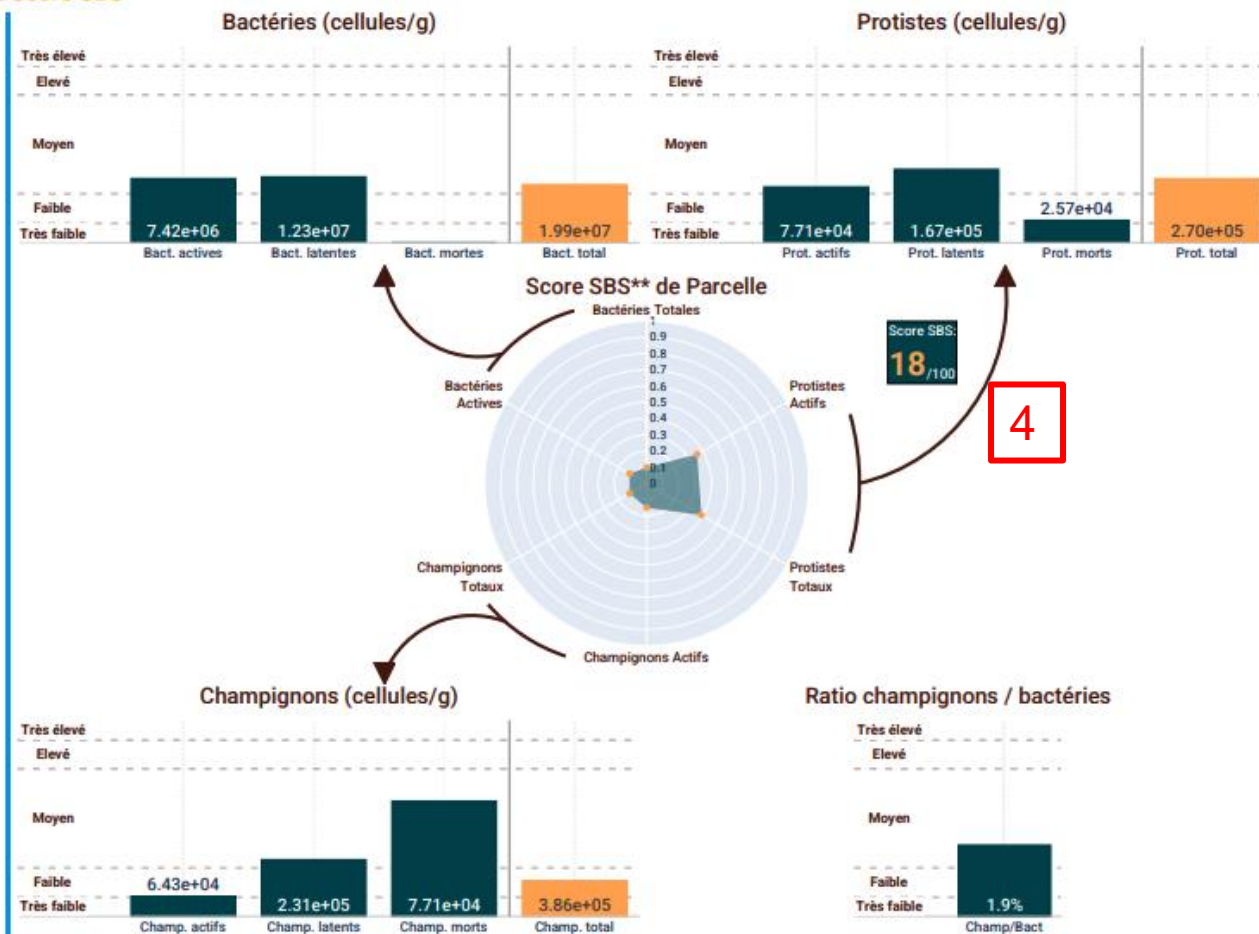 Bactéries (cellules/g)
Très élevé
Elevé
Moyen
Faible
Très faible
7.42e+06
1.23e+07
1.99e+07
Bact. actives
Bact. latentes
Bact. mortes
Bact. total
Protistes (cellules/g)
Très élevé
Elevé
Moyen
Faible
Très faible
7.71e+04
1.67e+05
2.57e+04
2.70e+05
Prot. actifs
Prot. latents
Prot. morts
Prot. total
Score SBS** de Parcelle
Bactéries Totales
1
0.9
0.8
0.7
0.6
0.5
0.4
0.3
0.2
0.1
0
Bactéries
Actives
Protistes
Actifs
Score SBS:
18/100
4
Champignons
Totaux
Protistes
Totaux
Champignons Actifs
Champignons (cellules/g)
Très élevé
Elevé
Moyen
Faible
Très faible
6.43e+04
2.31e+05
7.71e+04
3.86e+05
Champ. actifs
Champ. latents
Champ. morts
Champ. total
Ratio champignons / bactéries
Très élevé
Elevé
Moyen
Faible
Très faible
1.9%
Champ/Bact